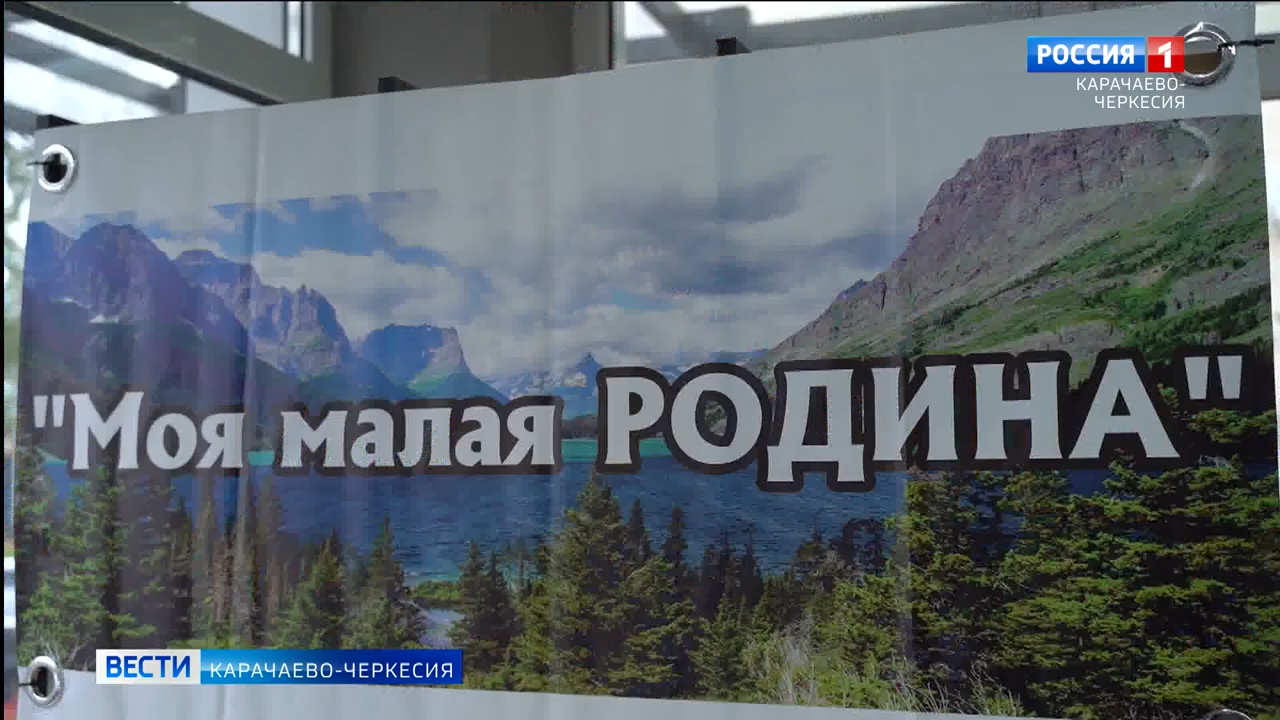 РОССИЯ 1
КАРАЧАЕВО-
ЧЕРКЕСИЯ
"Моя малая РОДИНА"
ВЕСТИ КАРАЧАЕВО-ЧЕРКЕСИЯ